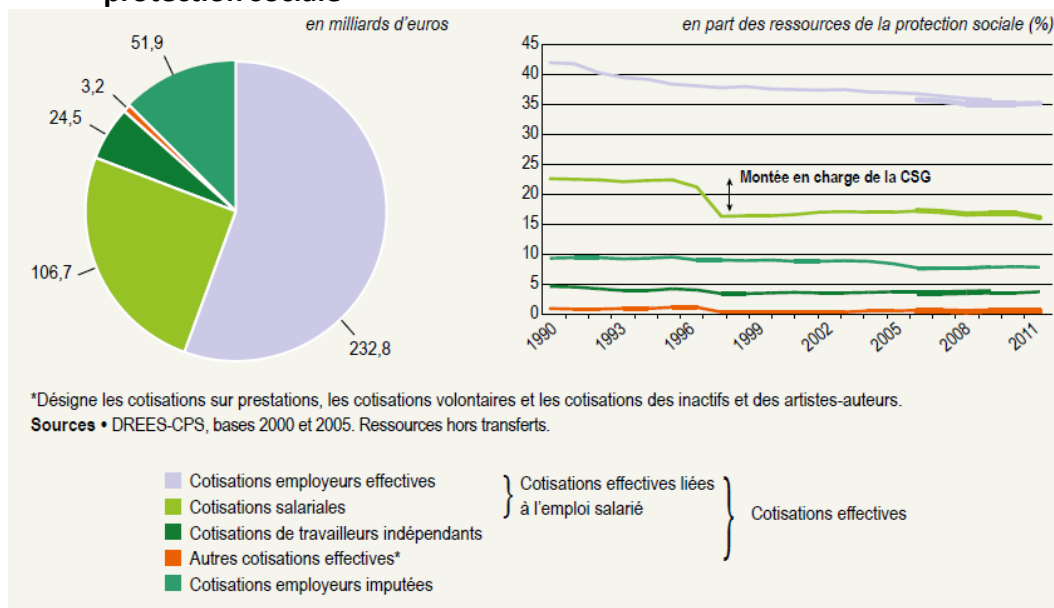 protection sociale
en milliards d'euros
51,9
3,2
24,5
106,7
232,8
en part des ressources de la protection sociale (%)
45
40
35
30
25
20
15
10
5
0
Montée en charge de la CSG
1990
1993
1996
1999
2002
2005
2008
2011
*Désigne les cotisations sur prestations, les cotisations volontaires et les cotisations des inactifs et des artistes-auteurs.
Sources • DREES-CPS, bases 2000 et 2005. Ressources hors transferts.
Cotisations employeurs effectives
Cotisations salariales
Cotisations de travailleurs indépendants
Autres cotisations effectives*
Cotisations employeurs imputées
Cotisations effectives liées
à l'emploi salarié
Cotisations effectives